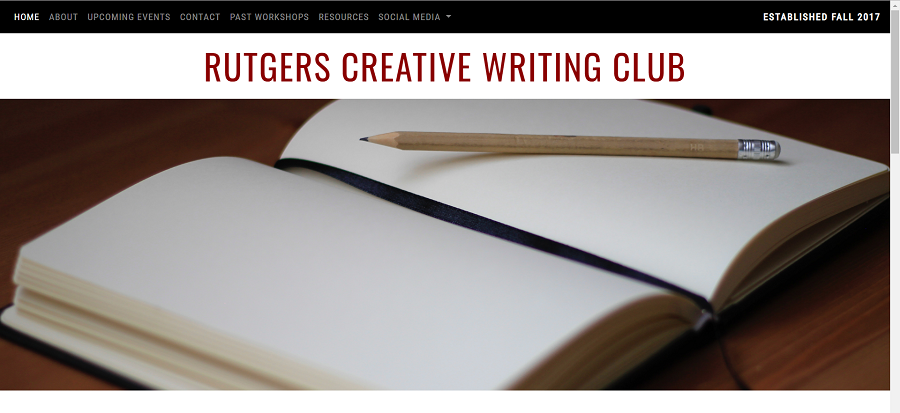 HOME ABOUT UPCOMING EVENTS CONTACT PAST WORKSHOPS RESOURCES SOCIAL MEDIA ESTABLISHED FALL 2017
RUTGERS CREATIVE WRITING CLUB